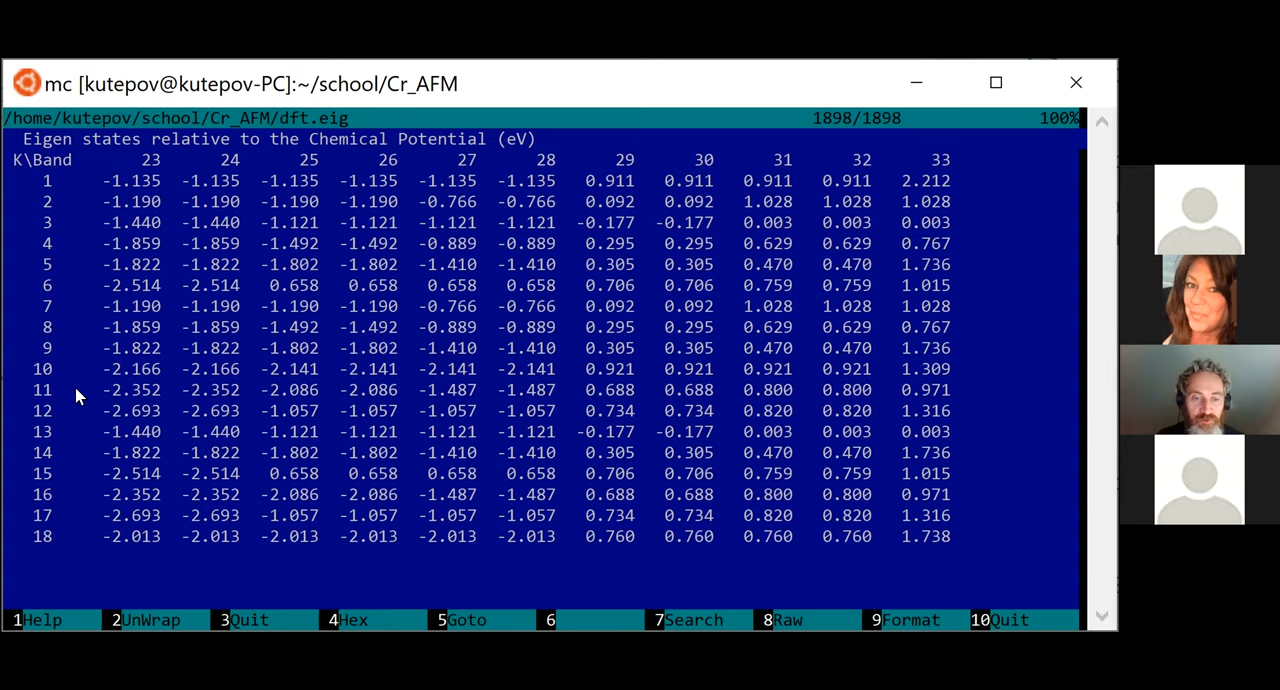 mc [kutepov@kutepov-PC]:~/school/Cr_AFM
/home/kutepov/school/Cr_AFM/dft.eig 1898/1898 100%
Eigen states relative to the Chemical Potential (eV)
K\Band 23 24 25 26 27 28 29 30 31 32 33
1 -1.135 -1.135 -1.135 -1.135 -1.135 -1.135 0.911 0.911 0.911 0.911 2.212
2 -1.190 -1.190 -1.190 -1.190 -0.766 -0.766 0.092 0.092 1.028 1.028 1.028
3 -1.440 -1.440 -1.121 -1.121 -1.121 -1.121 -0.177 -0.177 0.003 0.003 0.003
4 -1.859 -1.859 -1.492 -1.492 -0.889 -0.889 0.295 0.295 0.629 0.629 0.767
5 -1.822 -1.822 -1.802 -1.802 -1.410 -1.410 0.305 0.305 0.470 0.470 1.736
6 -2.514 -2.514 0.658 0.658 0.658 0.658 0.706 0.706 0.759 0.759 1.015
7 -1.190 -1.190 -1.190 -1.190 -0.766 -0.766 0.092 0.092 1.028 1.028 1.028
8 -1.859 -1.859 -1.492 -1.492 -0.889 -0.889 0.295 0.295 0.629 0.629 0.767
9 -1.822 -1.822 -1.802 -1.802 -1.410 -1.410 0.305 0.305 0.470 0.470 1.736
10 -2.166 -2.166 -2.141 -2.141 -2.141 -2.141 0.921 0.921 0.921 0.921 1.309
11 -2.352 -2.352 -2.086 -2.086 -1.487 -1.487 0.688 0.688 0.800 0.800 0.971
12 -2.693 -2.693 -1.057 -1.057 -1.057 -1.057 0.734 0.734 0.820 0.820 1.316
13 -1.440 -1.440 -1.121 -1.121 -1.121 -1.121 -0.177 -0.177 0.003 0.003 0.003
14 -1.822 -1.822 -1.802 -1.802 -1.410 -1.410 0.305 0.305 0.470 0.470 1.736
15 -2.514 -2.514 0.658 0.658 0.658 0.658 0.706 0.706 0.759 0.759 1.015
16 -2.352 -2.352 -2.086 -2.086 -1.487 -1.487 0.688 0.688 0.800 0.800 0.971
17 -2.693 -2.693 -1.057 -1.057 -1.057 -1.057 0.734 0.734 0.820 0.820 1.316
18 -2.013 -2.013 -2.013 -2.013 -2.013 -2.013 0.760 0.760 0.760 0.760 1.738
1Help 2UnWrap 3Quit 4Hex 5Goto 6 7Search 8Raw 9Format 10Quit